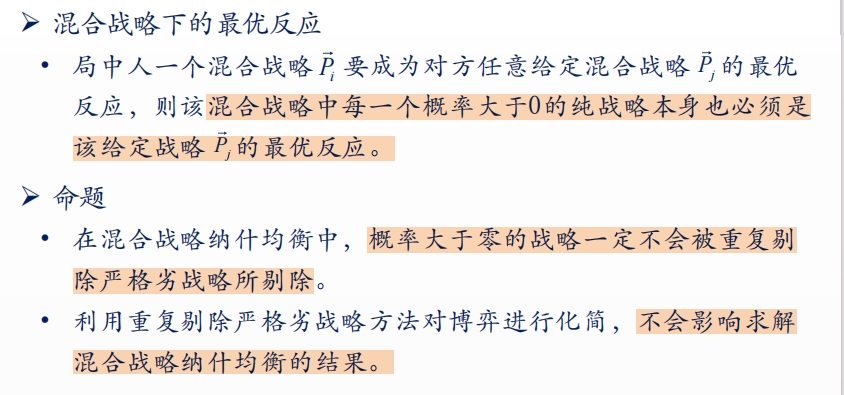 ➢ 混合战略下的最优反应
• 局中人一个混合战略 P⃗i 要成为对方任意给定混合战略 P⃗j 的最优
反应，则该混合战略中每一个概率大于0的纯战略本身也必须是
该给定战略 P⃗j 的最优反应。
➢ 命题
• 在混合战略纳什均衡中，概率大于零的战略一定不会被重复剔
除严格劣战略所剔除。
• 利用重复剔除严格劣战略方法对博弈进行化简，不会影响求解
混合战略纳什均衡的结果。